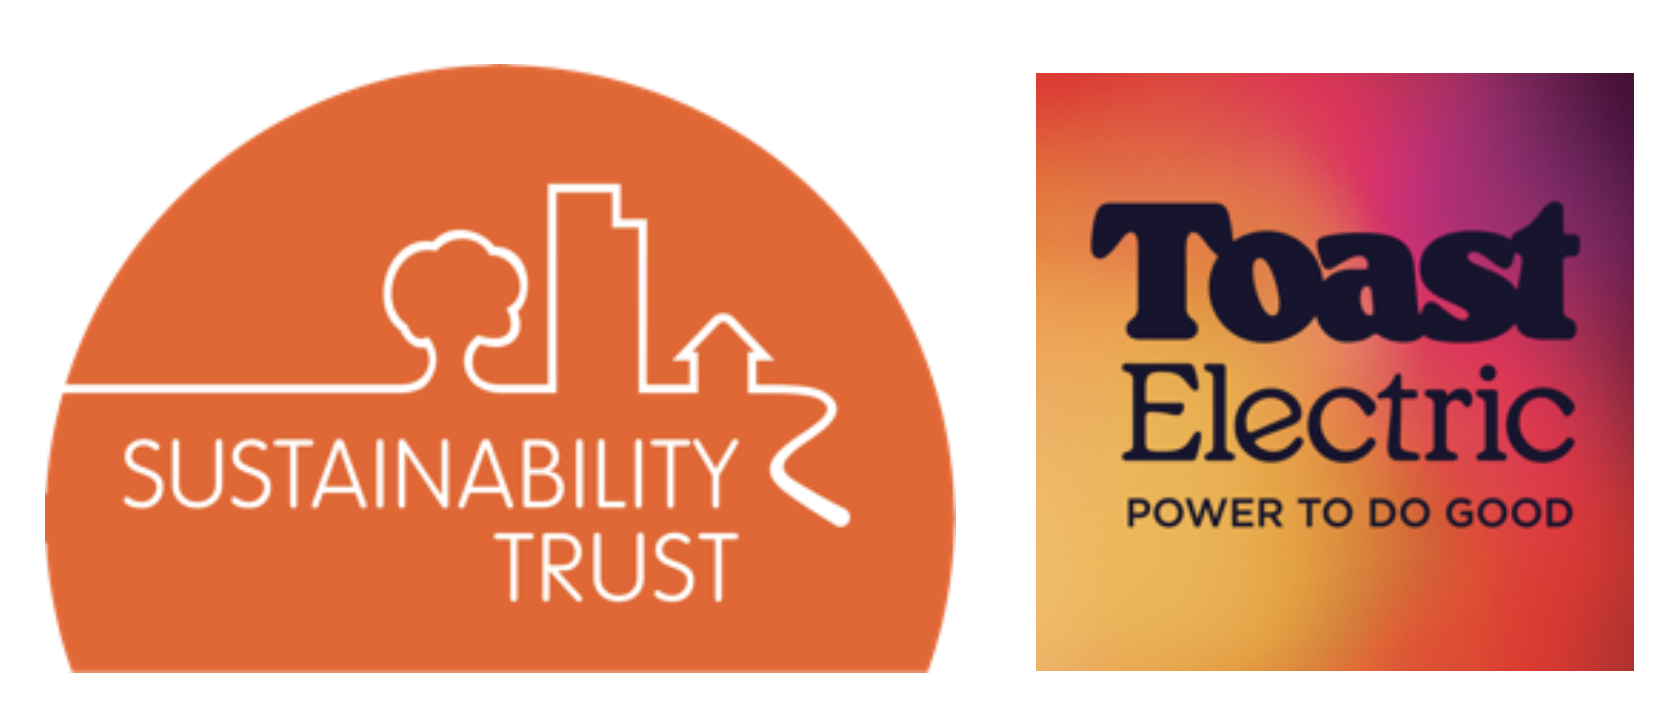 SUSTAINABILITY
TRUST
Toast
Electric
POWER TO DO GOOD